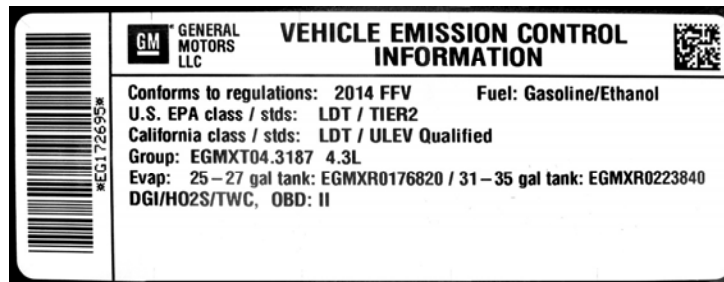 *EG172695*
GM GENERAL
MOTORS
LLC
VEHICLE EMISSION CONTROL
INFORMATION
Conforms to regulations: 2014 FFV Fuel: Gasoline/Ethanol
U.S. EPA class / stds: LDT / TIER2
California class / stds: LDT / ULEV Qualified
Group: EGMXT04.3187 4.3L
Evap: 25–27 gal tank: EGMXR0176820 / 31–35 gal tank: EGMXR0223840
DGI/HO2S/TWC, OBD: II